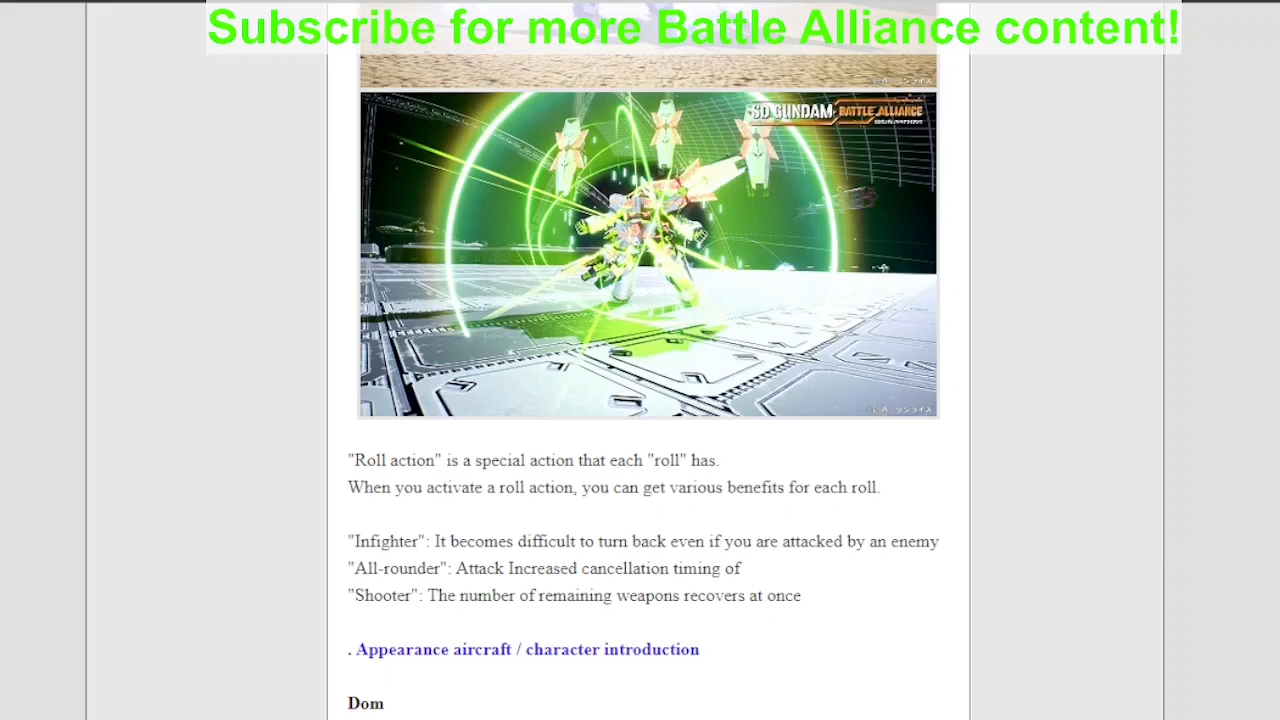 Subscribe for more Battle Alliance content!
SD GUNDAM BATTLE ALLIANCE
"Roll action" is a special action that each "roll" has.
When you activate a roll action, you can get various benefits for each roll.
"Infighter": It becomes difficult to turn back even if you are attacked by an enemy
"All-rounder": Attack Increased cancellation timing of
"Shooter": The number of remaining weapons recovers at once
. Appearance aircraft / character introduction
Dom